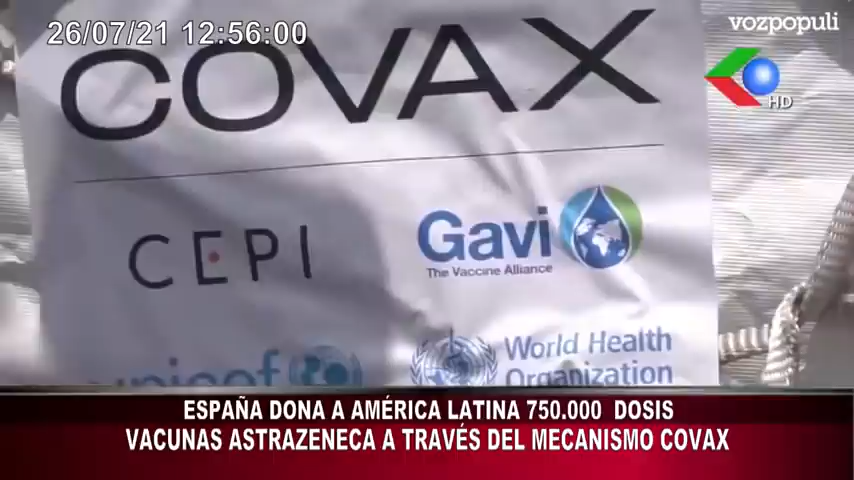 26/07/21 12:56:00
vozpopuli
HD
COVAX
CEPI
Gavi
The Vaccine Alliance
unicef
World Health
Organization
ESPAÑA DONA A AMÉRICA LATINA 750.000 DOSIS
VACUNAS ASTRAZENECA A TRAVÉS DEL MECANISMO COVAX